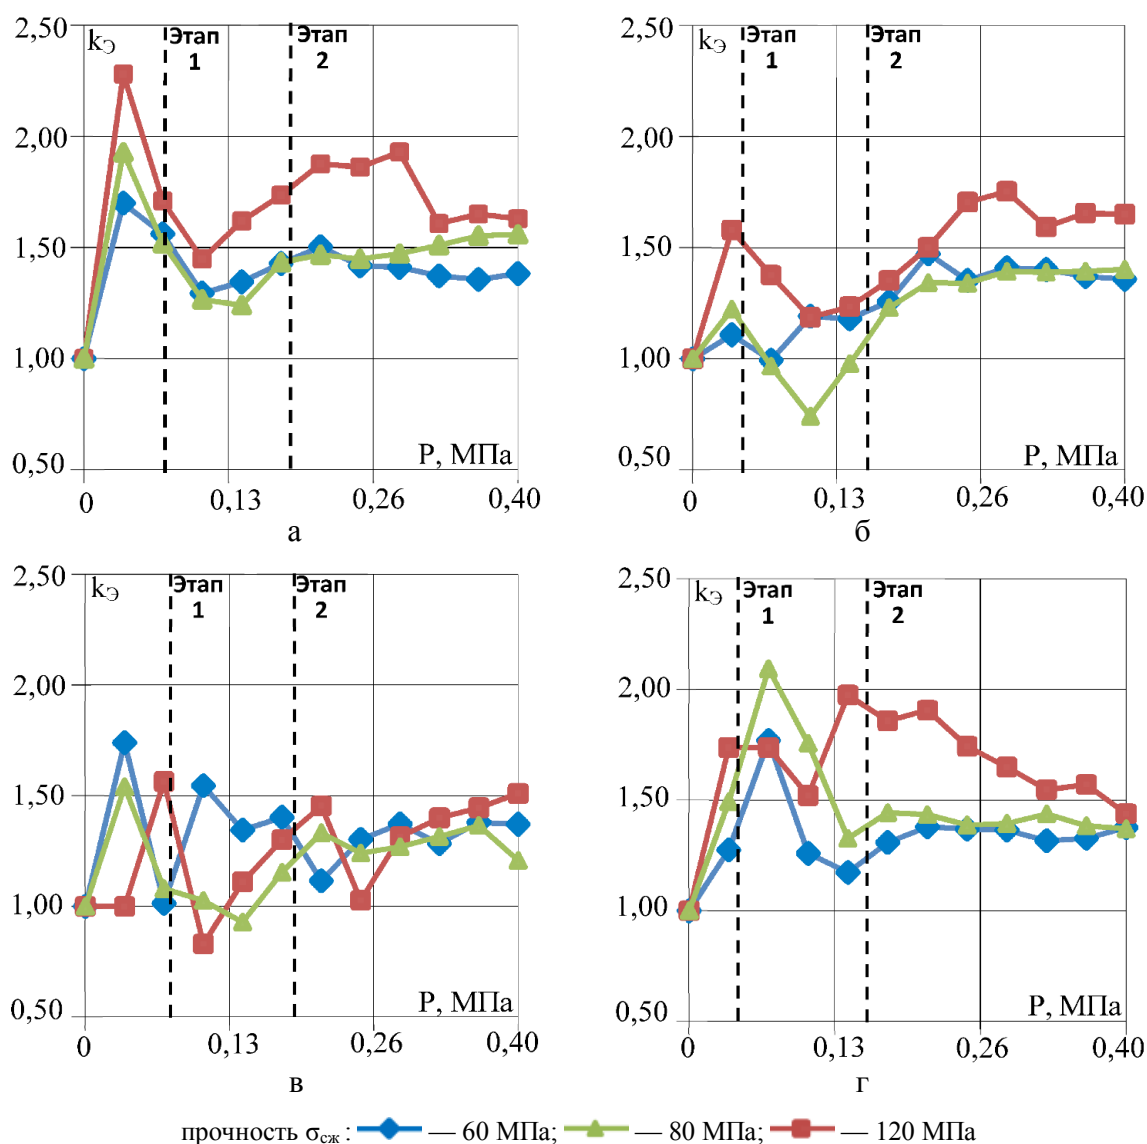 2,50
kЭ
Этап
1
Этап
2
2,00
1,50
1,00
0,50
P, МПа
0
0,13
0,26
0,40
а
2,50
kЭ
Этап
1
Этап
2
2,00
1,50
1,00
0,50
P, МПа
0
0,13
0,26
0,40
б
2,50
kЭ
Этап
1
Этап
2
2,00
1,50
1,00
0,50
P, МПа
0
0,13
0,26
0,40
в
2,50
kЭ
Этап
1
Этап
2
2,00
1,50
1,00
0,50
P, МПа
0
0,13
0,26
0,40
г
прочность σсж : — 60 МПа; — 80 МПа; — 120 МПа